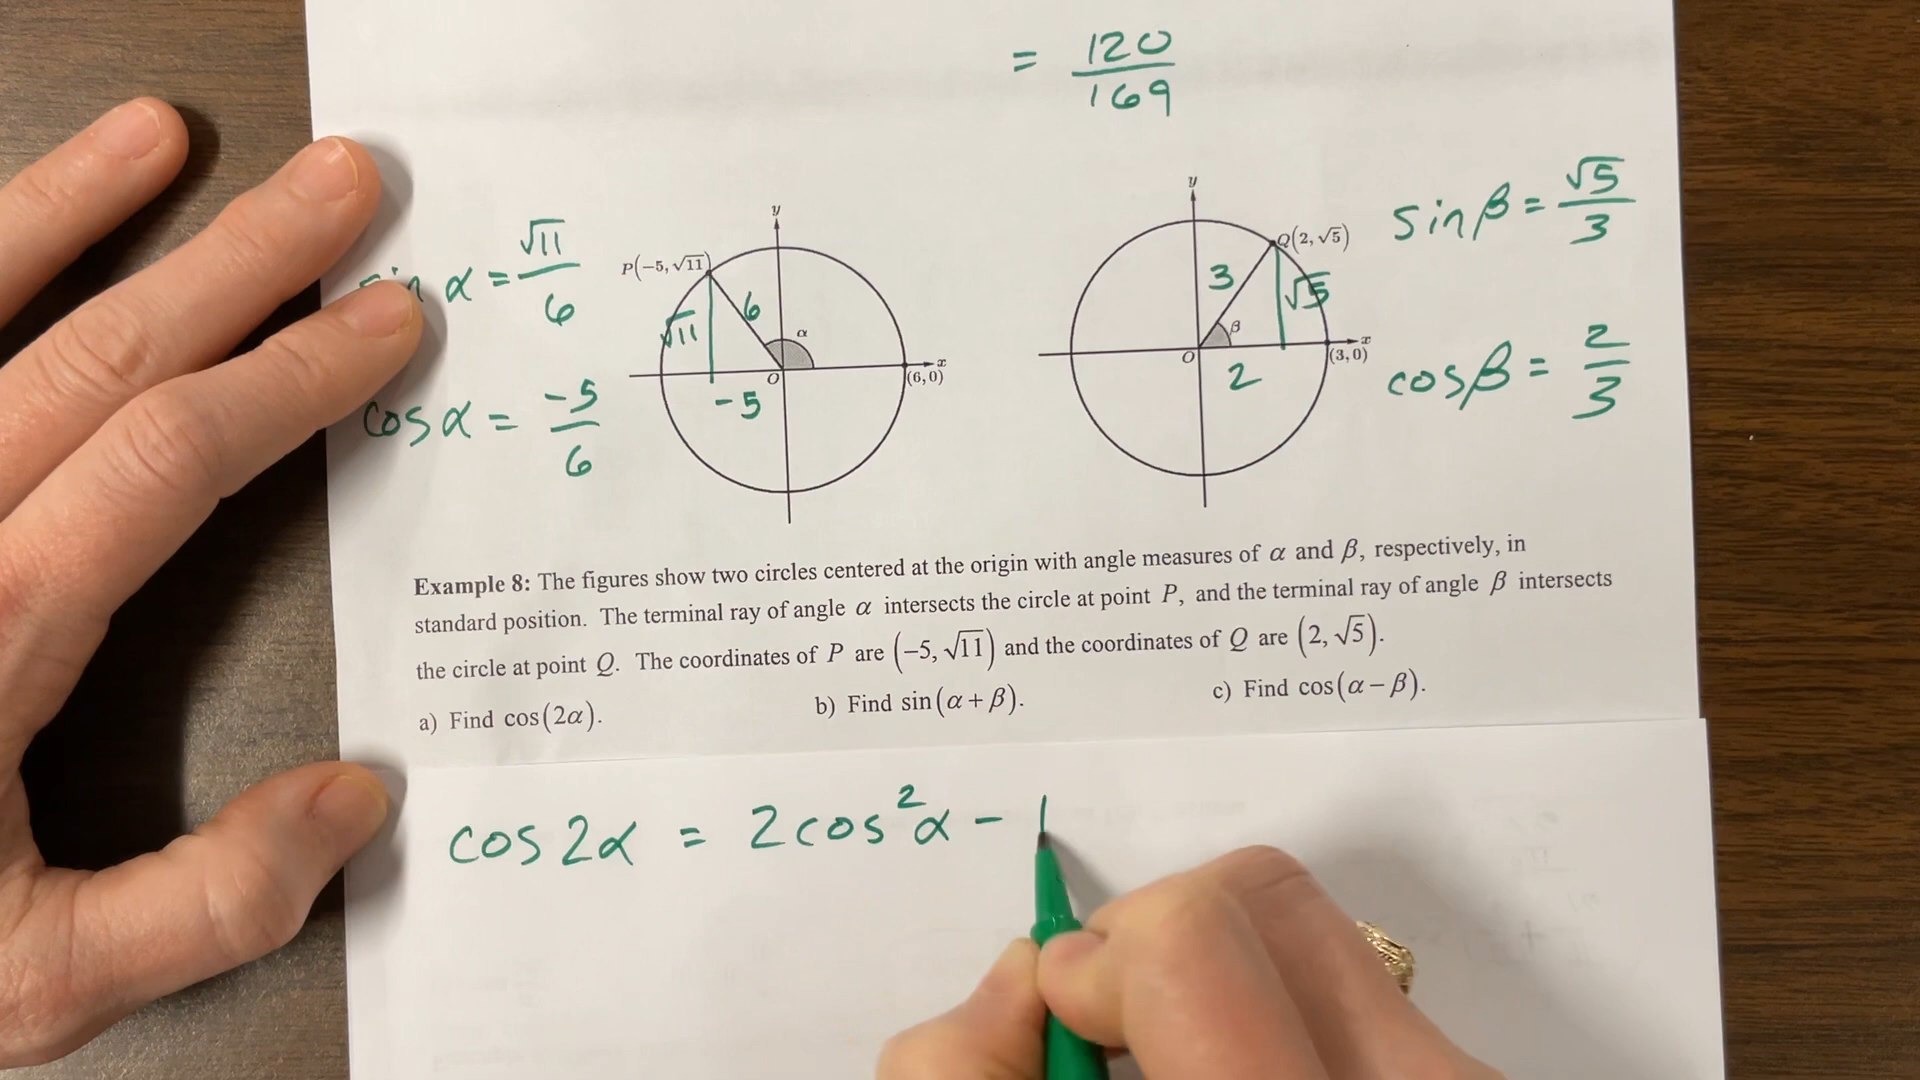 = 120/169
sin β = √5/3
α = √11/6
cos α = -5/6
y
P(−5, √11)
6
√11
α
x
O
(6, 0)
-5
y
Q(2, √5)
3
√5
β
x
O
(3, 0)
2
cos β = 2/3
Example 8: The figures show two circles centered at the origin with angle measures of α and β, respectively, in
standard position. The terminal ray of angle α intersects the circle at point P, and the terminal ray of angle β intersects
the circle at point Q. The coordinates of P are (−5, √11) and the coordinates of Q are (2, √5).
a) Find cos(2α). b) Find sin(α + β). c) Find cos(α − β).
cos 2α = 2cos²α - 1